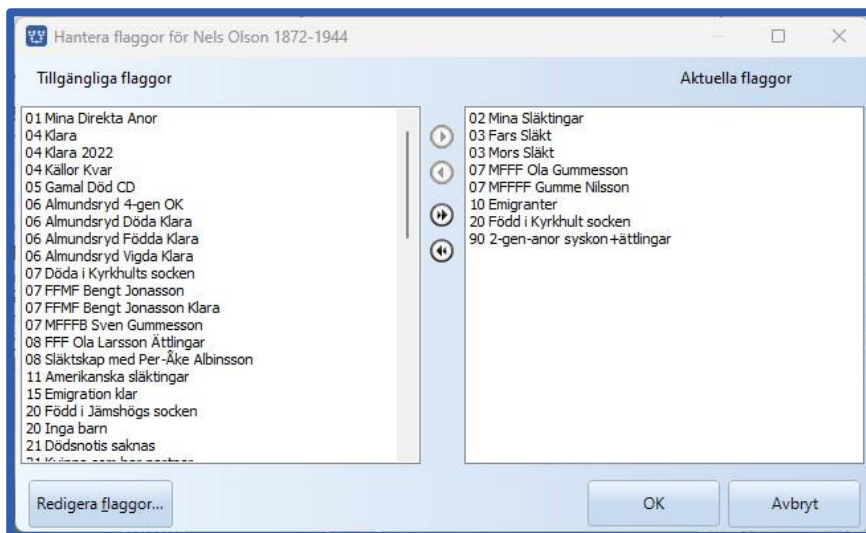 Hantera flaggor för Nels Olson 1872-1944
Tillgängliga flaggor
Aktuella flaggor
01 Mina Direkta Anor
04 Klara
04 Klara 2022
04 Källor Kvar
05 Gamal Död CD
06 Almundsryd 4-gen OK
06 Almundsryd Döda Klara
06 Almundsryd Födda Klara
06 Almundsryd Vigda Klara
07 Döda i Kyrkhults socken
07 FFMF Bengt Jonasson
07 FFMF Bengt Jonasson Klara
07 MFFFB Sven Gummesson
08 FFF Ola Larsson Ättlingar
08 Släktskap med Per-Åke Albinsson
11 Amerikanska släktingar
15 Emigration klar
20 Född i Jämshögs socken
20 Inga barn
21 Dödsnotis saknas
02 Mina Släktingar
03 Fars Släkt
03 Mors Släkt
07 MFFF Ola Gummesson
07 MFFFF Gumme Nilsson
10 Emigranter
20 Född i Kyrkhult socken
90 2-gen-anor syskon+ättlingar
Redigera flaggor...
OK
Avbryt